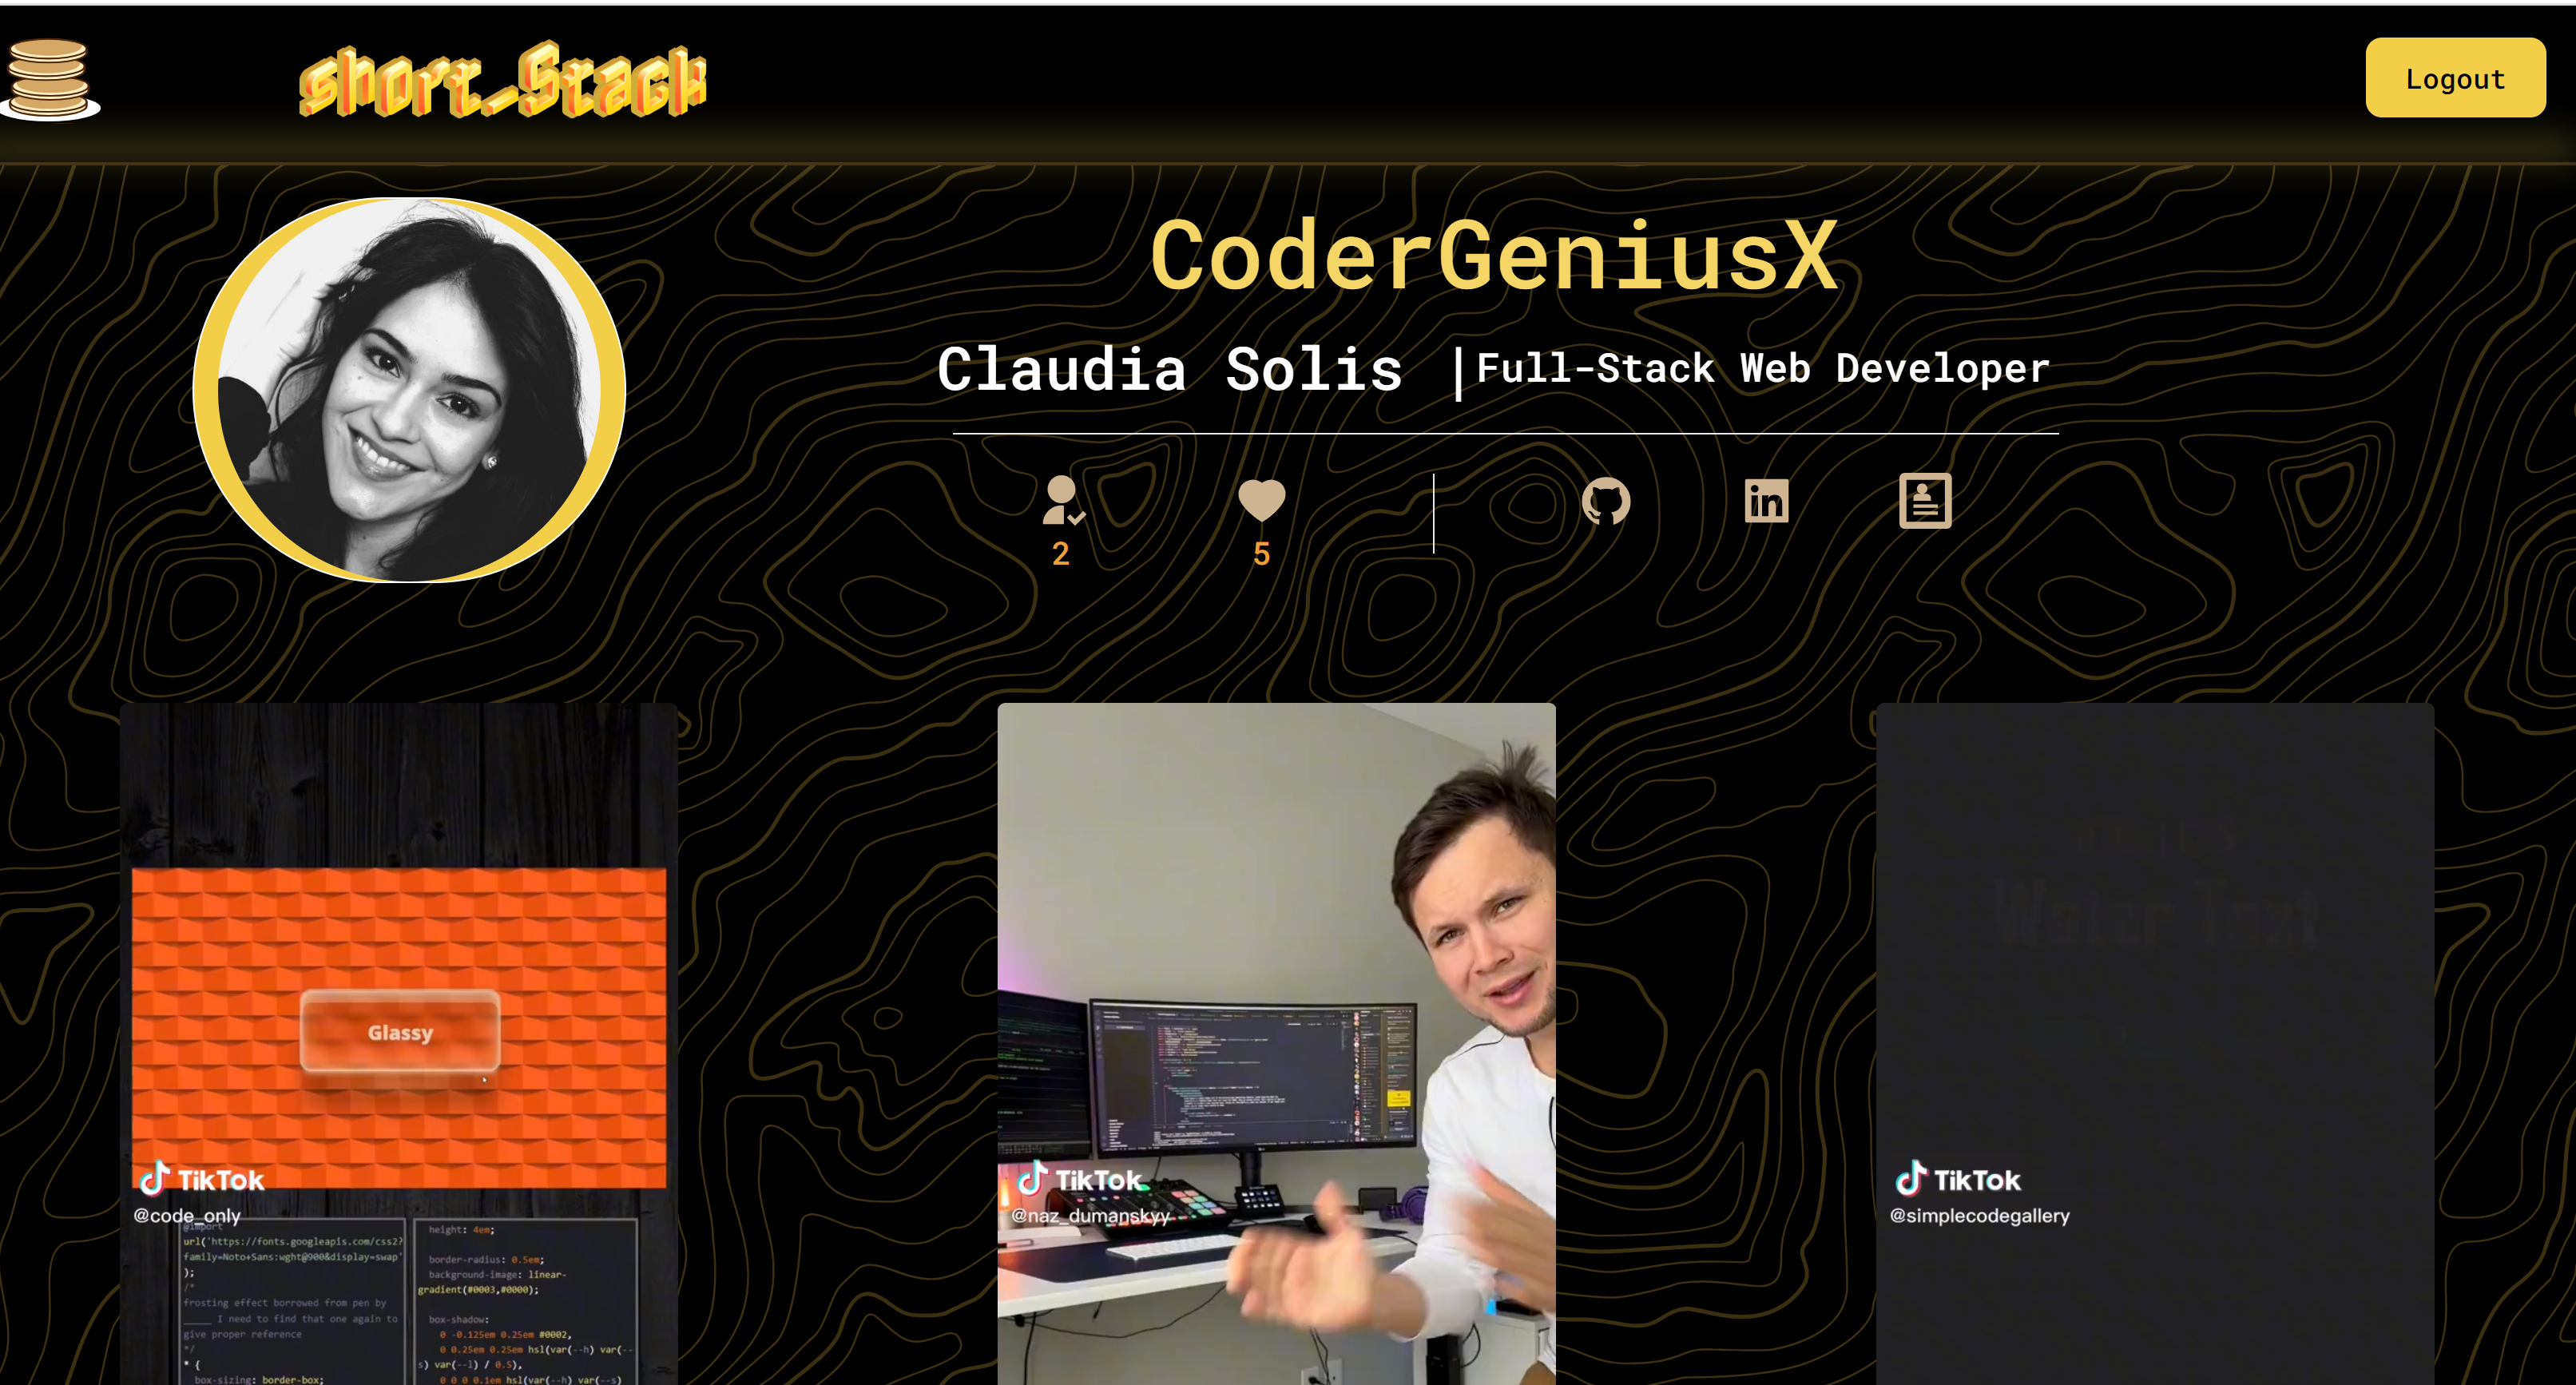 short_Stack
Logout
CoderGeniusX
Claudia Solis | Full-Stack Web Developer
2
5
in
Glassy
TikTok
@code_only
@import
url('https://fonts.googleapis.com/css2?
family=Noto+Sans:wght@900&display=swap'
);
/*
frosting effect borrowed from pen by
____ I need to find that one again to
give proper reference
*/
* {
box-sizing: border-box;
height: 4em;
border-radius: 0.5em;
background-image: linear-
gradient(#0003,#0000);
box-shadow:
0 -0.125em 0.25em #0002,
0 0.25em 0.25em hsl(var(--h) var(--
s) var(--l) / 0.5),
0 0 0 0.1em hsl(var(--h) var(--s)
TikTok
@naz_dumanskyy
Water Text
TikTok
@simplecodegallery